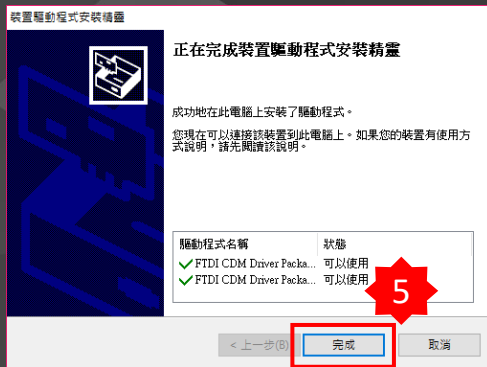 裝置驅動程式安裝精靈
正在完成裝置驅動程式安裝精靈
成功地在此電腦上安裝了驅動程式。
您現在可以連接該裝置到此電腦上。如果您的裝置有使用方
式說明，請先閱讀該說明。
驅動程式名稱 狀態
FTDI CDM Driver Packa... 可以使用
FTDI CDM Driver Packa... 可以使用
5
< 上一步(B) 完成 取消